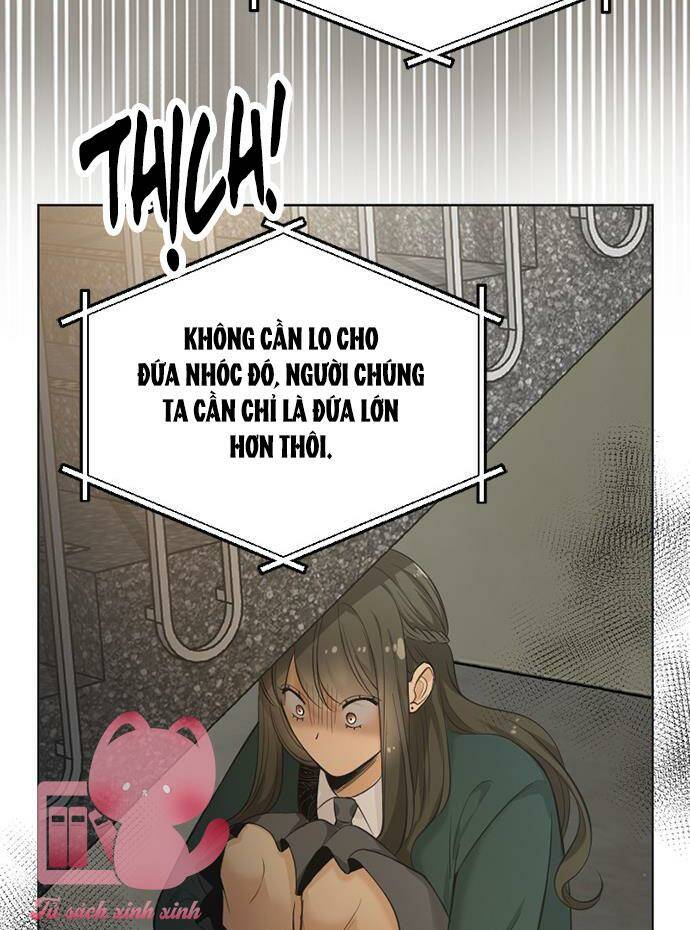 THỊCH!
KHÔNG CẦN LO CHO
ĐỨA NHÓC ĐÓ, NGƯỜI CHÚNG
TA CẦN CHỈ LÀ ĐỨA LỚN
HƠN THÔI.
Tủ sách xinh xinh